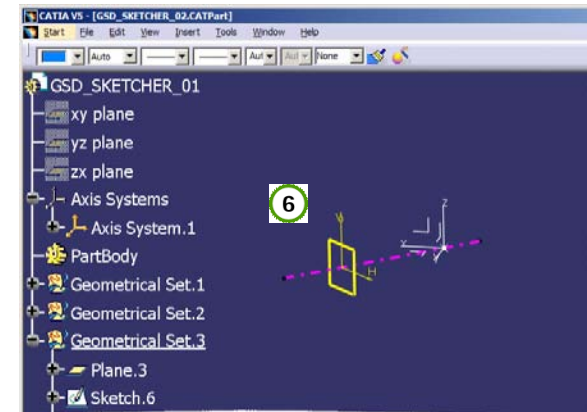 CATIA V5 - [GSD_SKETCHER_02.CATPart]
Start File Edit View Insert Tools Window Help
Auto Aut Aut None
GSD_SKETCHER_01
xy plane
yz plane
zx plane
Axis Systems
Axis System.1
PartBody
Geometrical Set.1
Geometrical Set.2
Geometrical Set.3
Plane.3
Sketch.6
6
V
H
z
x
y